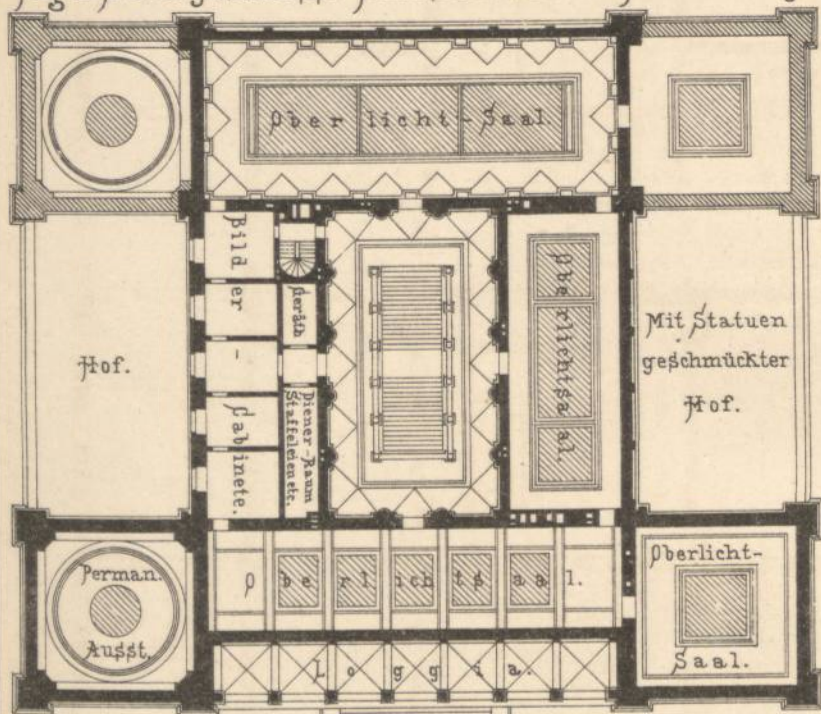 Oberlicht-Saal.
Bilder-Cabinete.
Geräth
Diener-Raum
Staffeleien etc.
Oberlichtsaal.
Hof.
Mit Statuen
geschmückter
Hof.
Perman.
Ausst.
Oberlichtsaal.
Oberlicht-
Saal.
Loggia.